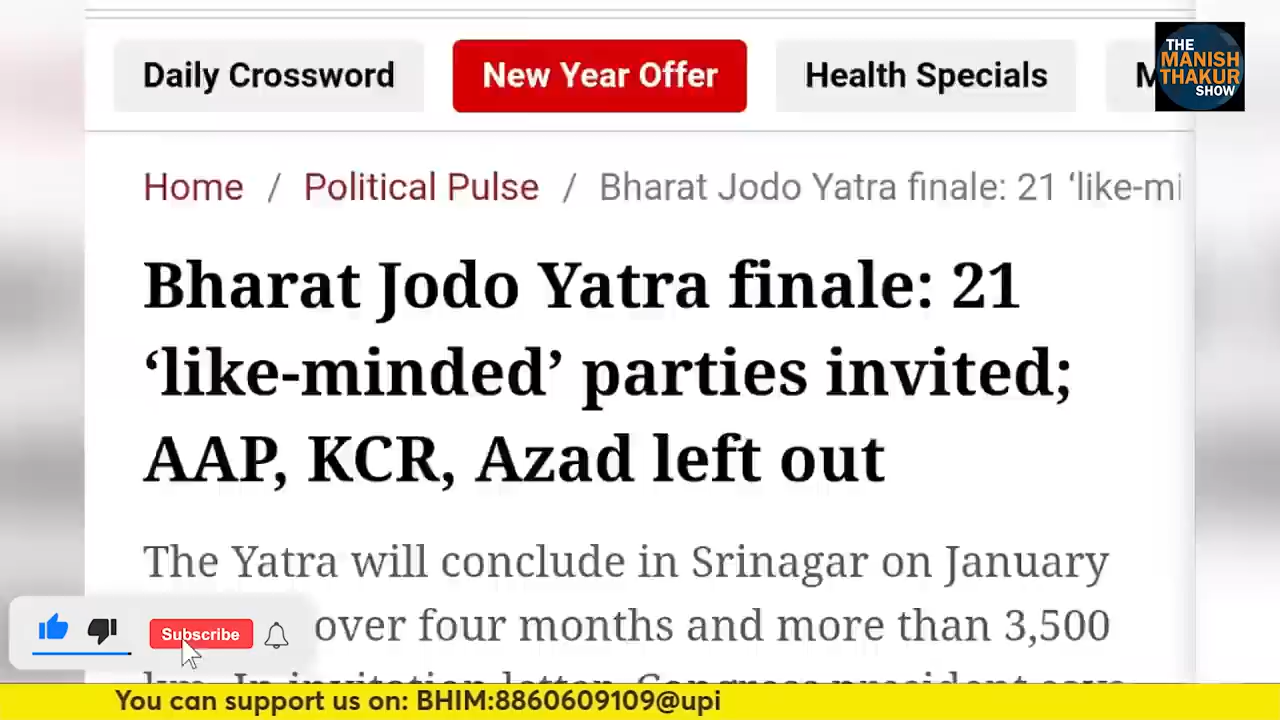 Daily Crossword
New Year Offer
Health Specials
THE
MANISH
THAKUR
SHOW
Home / Political Pulse / Bharat Jodo Yatra finale: 21 ‘like-mi
Bharat Jodo Yatra finale: 21
‘like-minded’ parties invited;
AAP, KCR, Azad left out
The Yatra will conclude in Srinagar on January
over four months and more than 3,500
Subscribe
You can support us on: BHIM:8860609109@upi